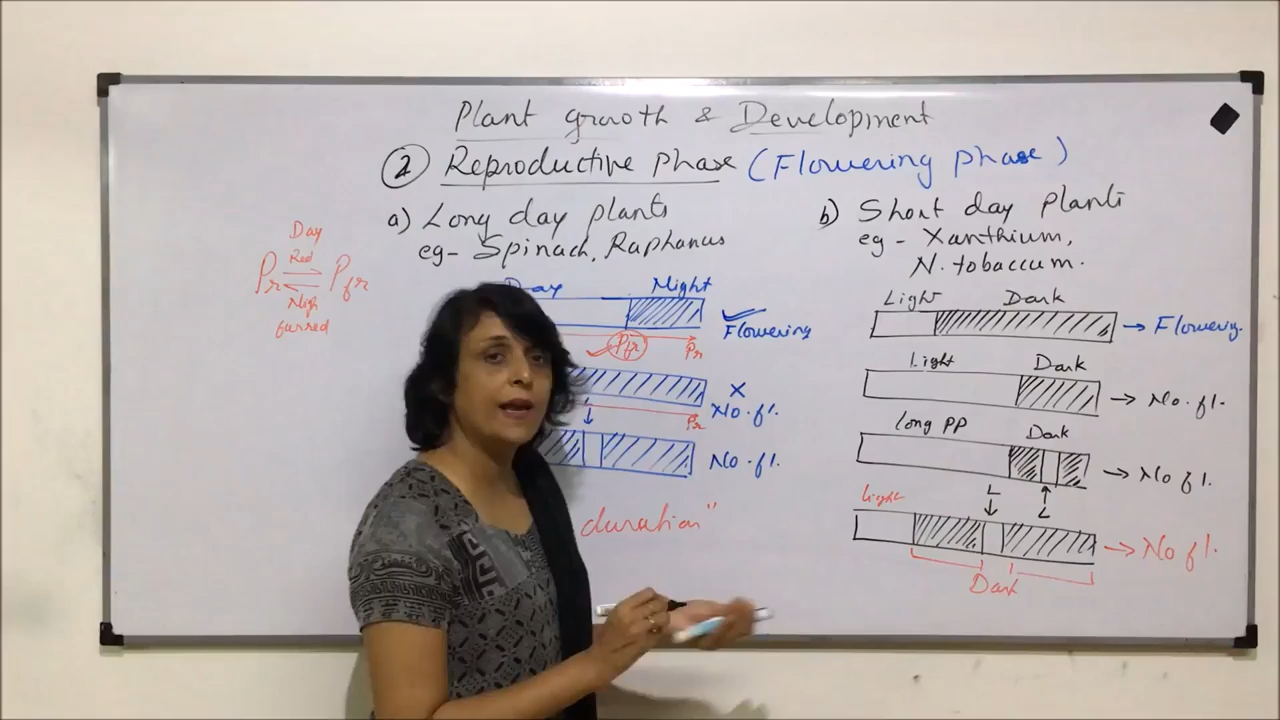 Plant growth & Development
② Reproductive phase (Flowering phase)
a) Long day plants
eg- Spinach, Raphanus
Day Night
Flowering
Pfr Pr
X
No. fl.
Pr
No. fl.
duration"
Day
Red
Pr Pfr
Nigh
farred
b) Short day plants
eg - Xanthium,
N. tobaccum.
Light Dark
→ Flowering.
Light Dark
→ No. fl.
long PP Dark
→ No fl.
L
L
light
→ No fl.
Dark